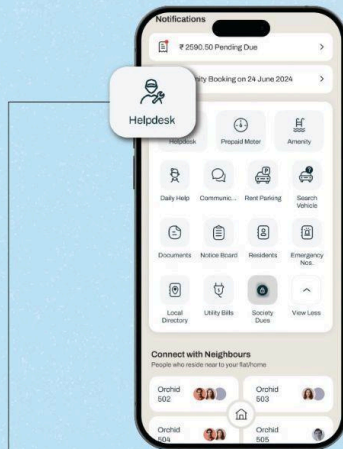 Notifications
₹ 2590.50 Pending Due
ity Booking on 24 June 2024
Helpdesk
Helpdesk
Prepaid Meter
Amenity
Daily Help
Communic...
Rent Parking
Search Vehicle
Documents
Notice Board
Residents
Emergency Nos.
Local Directory
Utility Bills
Society Dues
View Less
Connect with Neighbours
People who reside near to your flat/home
Orchid 502
Orchid 503
Orchid 504
Orchid 505